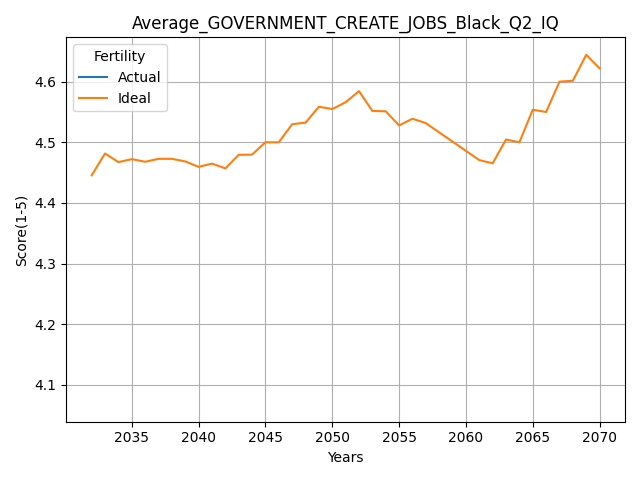 Average_GOVERNMENT_CREATE_JOBS_Black_Q2_IQ
Fertility
Actual
Ideal
Score(1-5)
4.6
4.5
4.4
4.3
4.2
4.1
2035 2040 2045 2050 2055 2060 2065 2070
Years